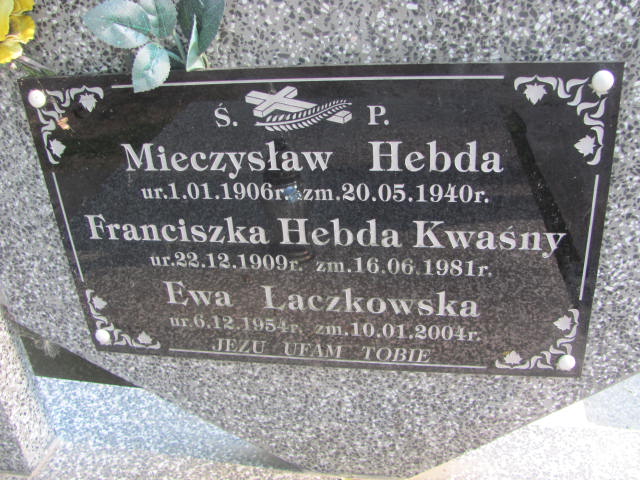 Ś. P.
Mieczysław Hebda
ur.1.01.1906r. zm.20.05.1940r.
Franciszka Hebda Kwaśny
ur.22.12.1909r. zm.16.06.1981r.
Ewa Laczkowska
ur.6.12.1954r. zm.10.01.2004r.
JEZU UFAM TOBIE